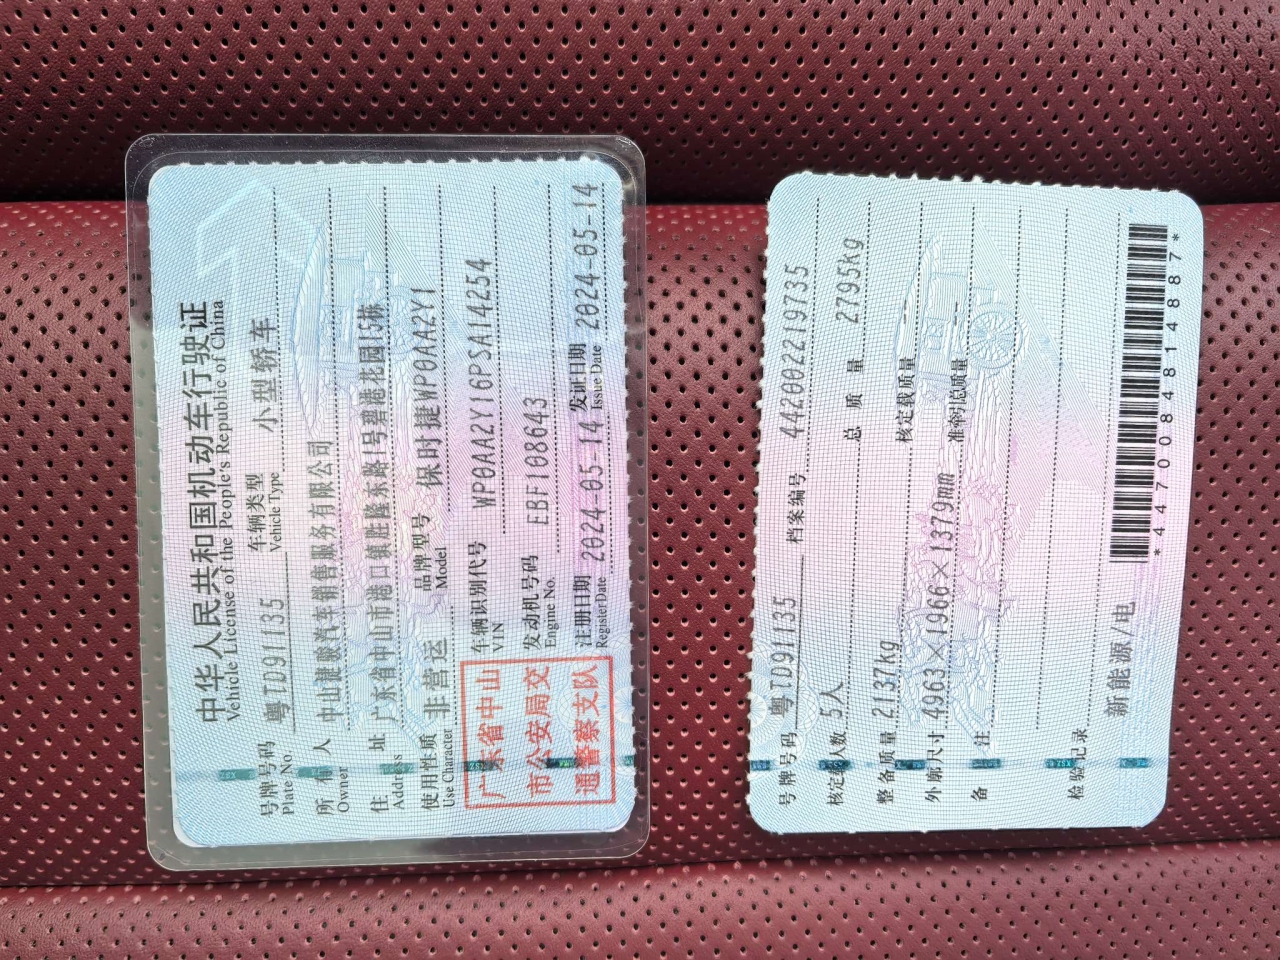 中华人民共和国机动车行驶证
Vehicle License of the People's Republic of China
号牌号码 粤TD91135 车辆类型 小型轿车
Plate No. Vehicle Type
所有人 中山捷骏汽车销售服务有限公司
Owner
住址 广东省中山市港口镇胜隆东路1号碧港花园15栋
Address
使用性质 非营运 品牌型号 保时捷WP0AA2Y1
Use Character Model
广东省中山
市公安局交
通警察支队
车辆识别代号 WP0AA2Y16PSA14254
VIN
发动机号码 EBF108643
Engine No.
注册日期 2024-05-14 发证日期 2024-05-14
Register Date Issue Date
号牌号码 粤TD91135 档案编号 442002219735
核定载人数 5人 总质量 2795kg
整备质量 2137kg 核定载质量 --
外廓尺寸 4963×1966×1379mm 准牵引总质量 --
备注
检验记录
新能源/电
*4470084814887*